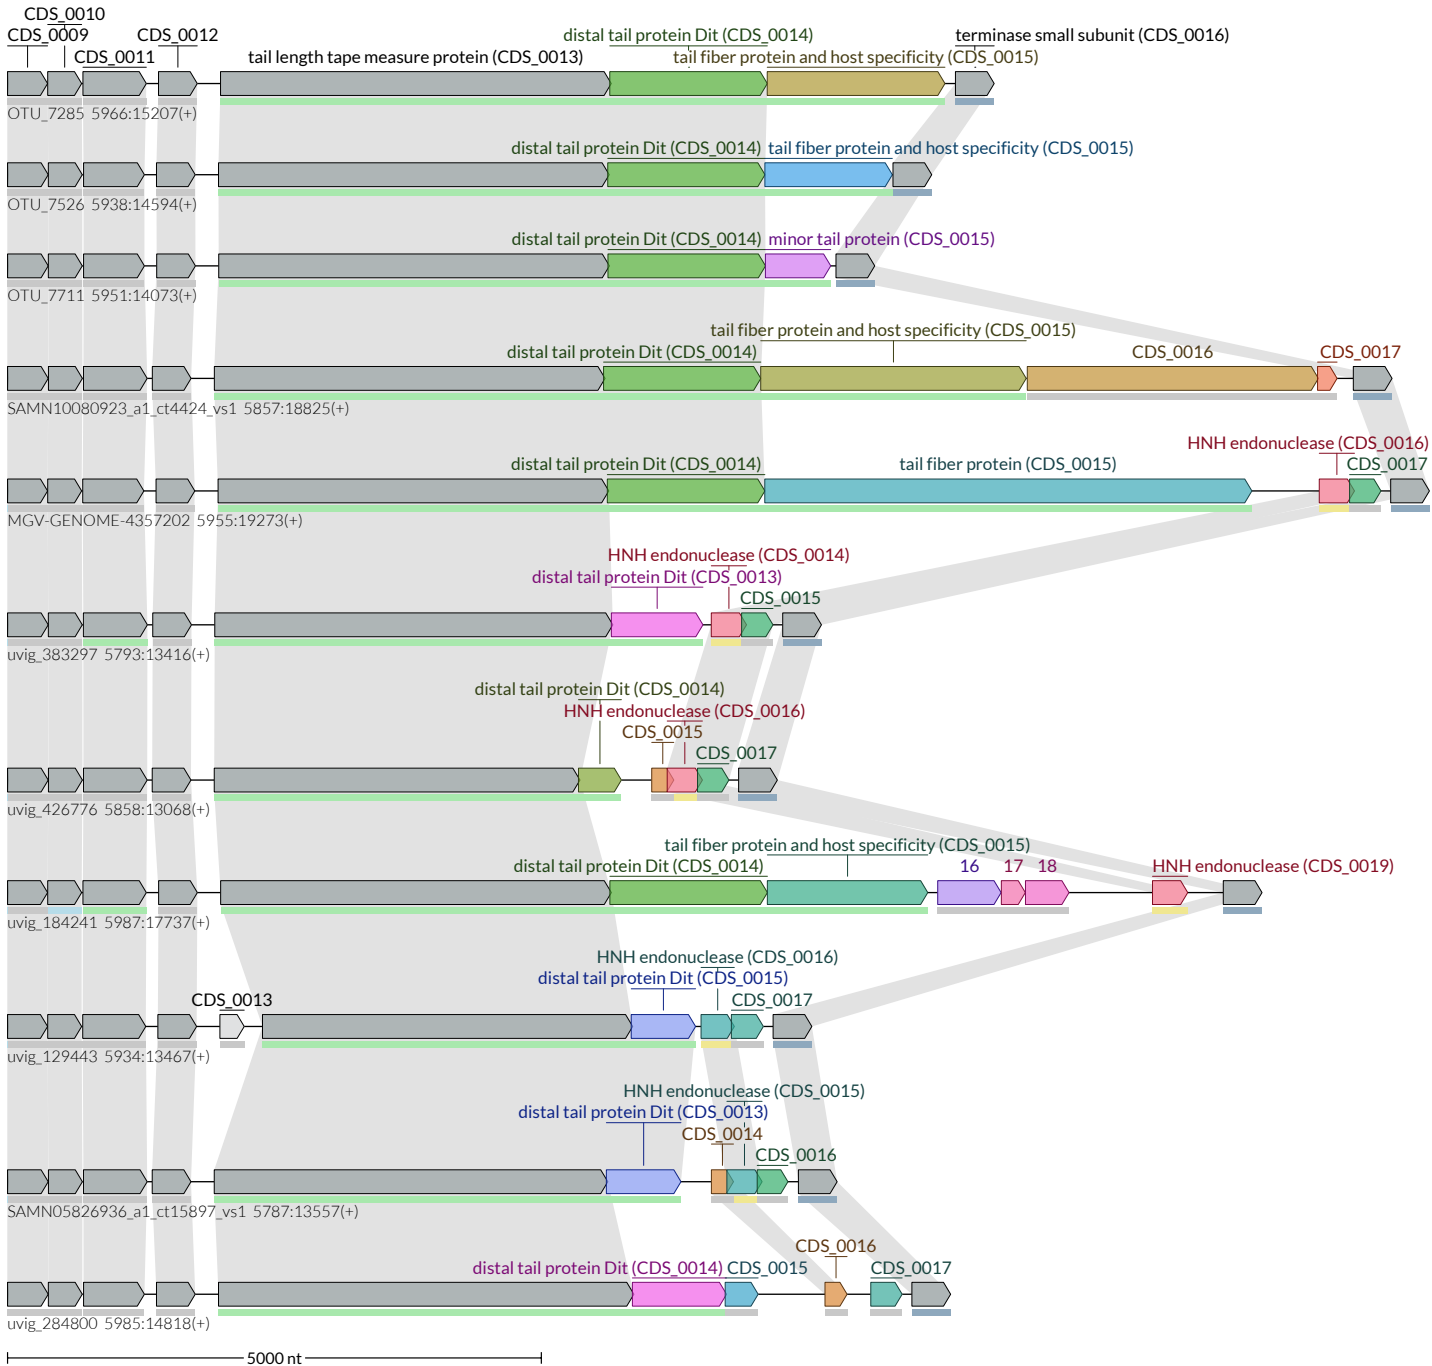 CDS_0010
CDS_0009
CDS_0012
distal tail protein Dit (CDS_0014)
terminase small subunit (CDS_0016)
CDS_0011
tail length tape measure protein (CDS_0013)
tail fiber protein and host specificity (CDS_0015)
OTU_7285 5966:15207(+)
distal tail protein Dit (CDS_0014)
tail fiber protein and host specificity (CDS_0015)
OTU_7526 5938:14594(+)
distal tail protein Dit (CDS_0014)
minor tail protein (CDS_0015)
OTU_7711 5951:14073(+)
tail fiber protein and host specificity (CDS_0015)
distal tail protein Dit (CDS_0014)
CDS_0016
CDS_0017
SAMN10080923_a1_ct4424_vs1 5857:18825(+)
HNH endonuclease (CDS_0016)
distal tail protein Dit (CDS_0014)
tail fiber protein (CDS_0015)
CDS_0017
MGV-GENOME-4357202 5955:19273(+)
HNH endonuclease (CDS_0014)
distal tail protein Dit (CDS_0013)
CDS_0015
uvig_383297 5793:13416(+)
distal tail protein Dit (CDS_0014)
HNH endonuclease (CDS_0016)
CDS_0015
CDS_0017
uvig_426776 5858:13068(+)
tail fiber protein and host specificity (CDS_0015)
distal tail protein Dit (CDS_0014)
16
17
18
HNH endonuclease (CDS_0019)
uvig_184241 5987:17737(+)
HNH endonuclease (CDS_0016)
distal tail protein Dit (CDS_0015)
CDS_0013
CDS_0017
uvig_129443 5934:13467(+)
HNH endonuclease (CDS_0015)
distal tail protein Dit (CDS_0013)
CDS_0014
CDS_0016
SAMN05826936_a1_ct15897_vs1 5787:13557(+)
CDS_0016
distal tail protein Dit (CDS_0014)
CDS_0015
CDS_0017
uvig_284800 5985:14818(+)
5000 nt